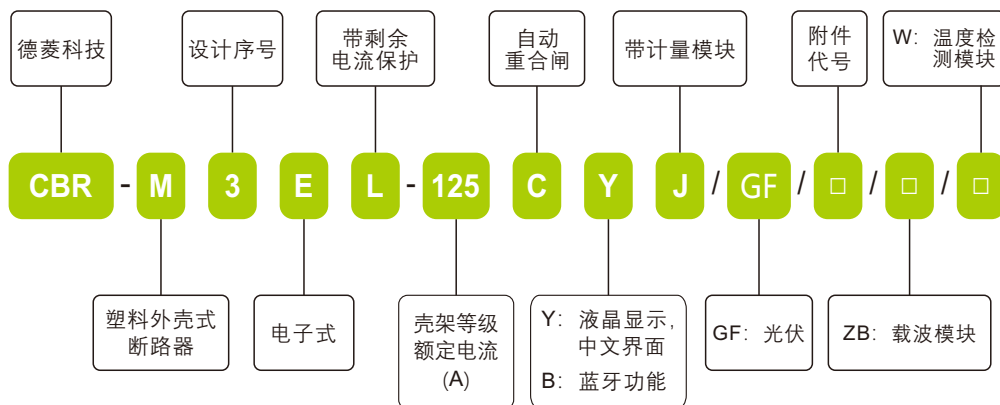 德菱科技
设计序号
带剩余
电流保护
自动
重合闸
带计量模块
附件
代号
W: 温度检
测模块
CBR - M 3 E L - 125 C Y J / GF / □ / □ / □
塑料外壳式
断路器
电子式
壳架等级
额定电流
(A)
Y: 液晶显示,
中文界面
B: 蓝牙功能
GF: 光伏
ZB: 载波模块